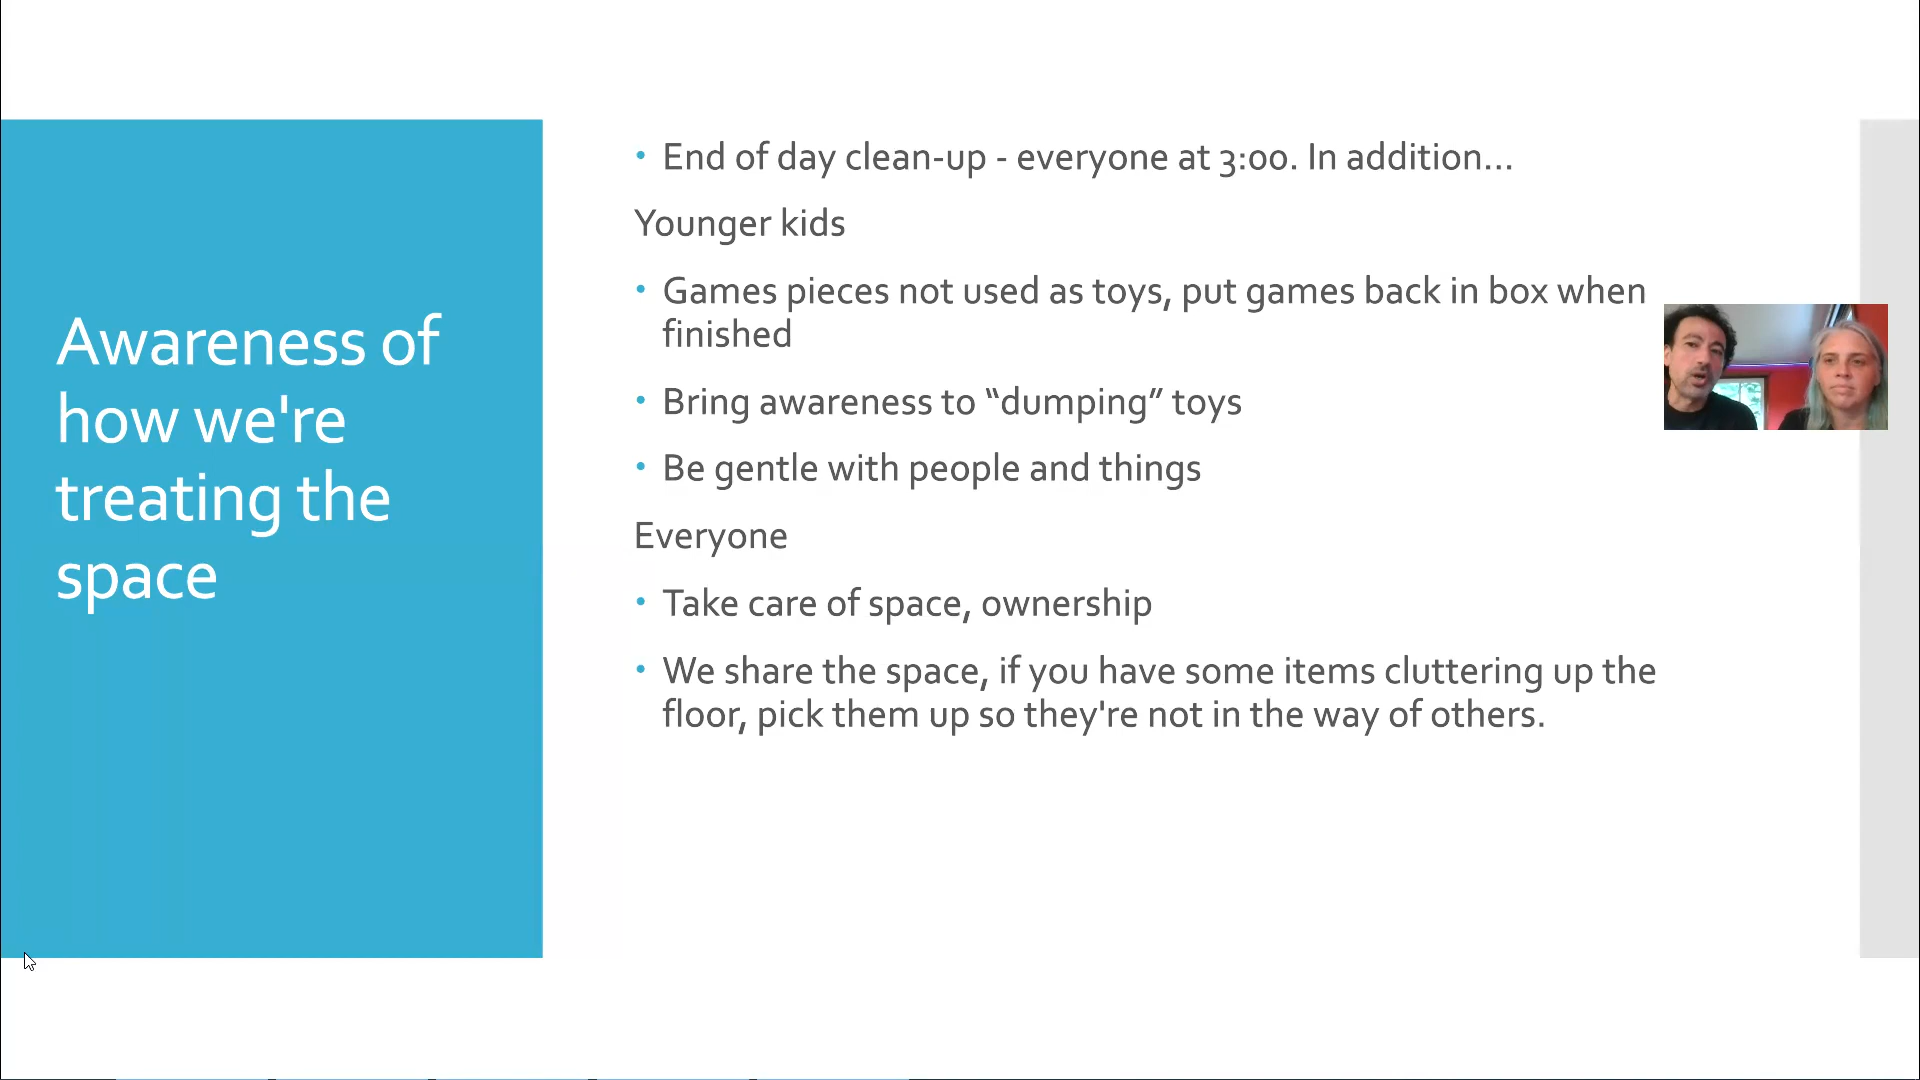 Awareness of
how we're
treating the
space
• End of day clean-up - everyone at 3:00. In addition...
Younger kids
• Games pieces not used as toys, put games back in box when
finished
• Bring awareness to “dumping” toys
• Be gentle with people and things
Everyone
• Take care of space, ownership
• We share the space, if you have some items cluttering up the
floor, pick them up so they're not in the way of others.